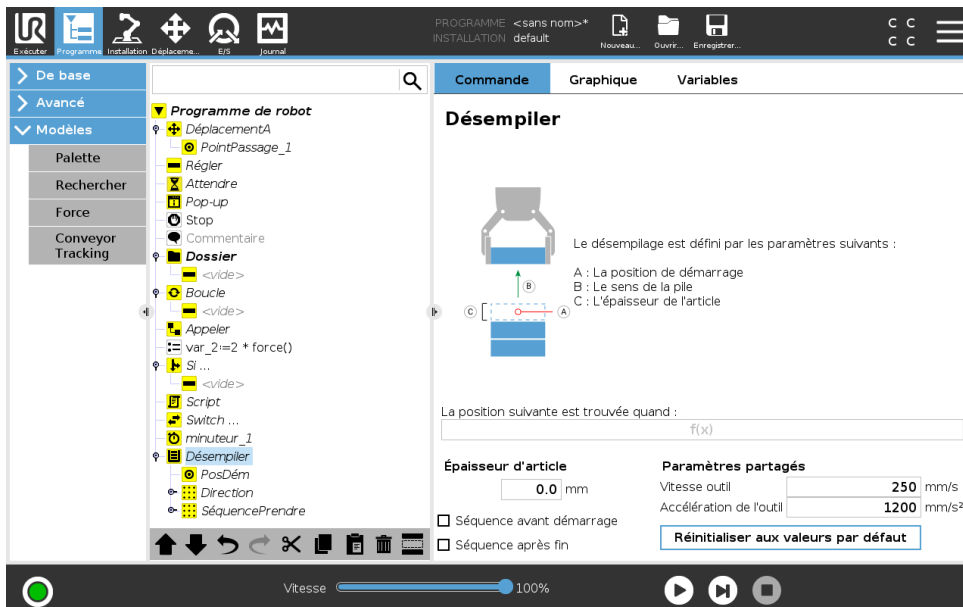 PROGRAMME <sans nom>*
INSTALLATION default
UR
Exécuter
Programme
Installation
Déplaceme...
E/S
Journal
Nouveau...
Ouvrir...
Enregistrer...
C C
C C
De base
Avancé
Modèles
Palette
Rechercher
Force
Conveyor
Tracking
Programme de robot
DéplacementA
PointPassage_1
Régler
Attendre
Pop-up
Stop
Commentaire
Dossier
<vide>
Boucle
<vide>
Appeler
var_2:=2 * force()
Si ...
<vide>
Script
Switch ...
minuteur_1
Désempiler
PosDém
Direction
SéquencePrendre
Commande
Graphique
Variables
Désempiler
Le désempilage est défini par les paramètres suivants :
A : La position de démarrage
B : Le sens de la pile
C : L'épaisseur de l'article
B
C
A
La position suivante est trouvée quand :
f(x)
Épaisseur d'article
0.0 mm
Séquence avant démarrage
Séquence après fin
Paramètres partagés
Vitesse outil 250 mm/s
Accélération de l'outil 1200 mm/s²
Réinitialiser aux valeurs par défaut
Vitesse 100%